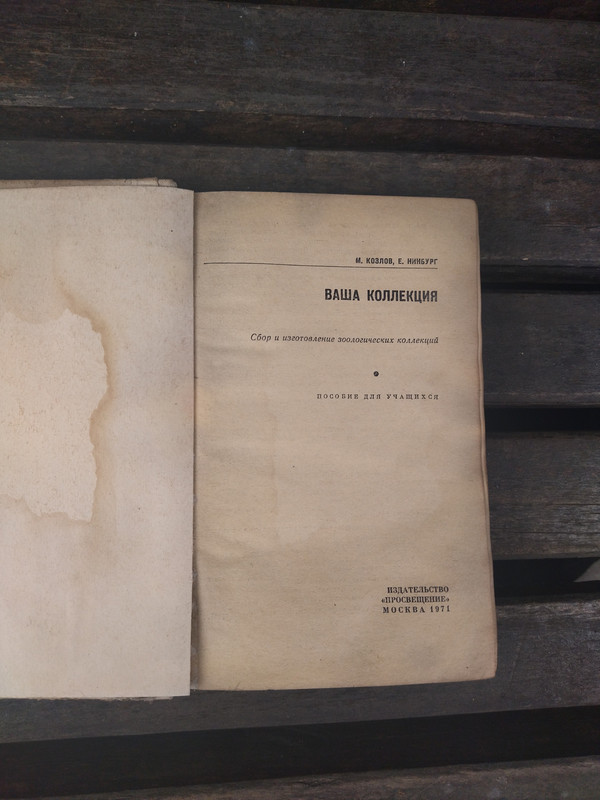 М. КОЗЛОВ, Е. НИНБУРГ
ВАША КОЛЛЕКЦИЯ
Сбор и изготовление зоологических коллекций
ПОСОБИЕ ДЛЯ УЧАЩИХСЯ
ИЗДАТЕЛЬСТВО
«ПРОСВЕЩЕНИЕ»
МОСКВА 1971